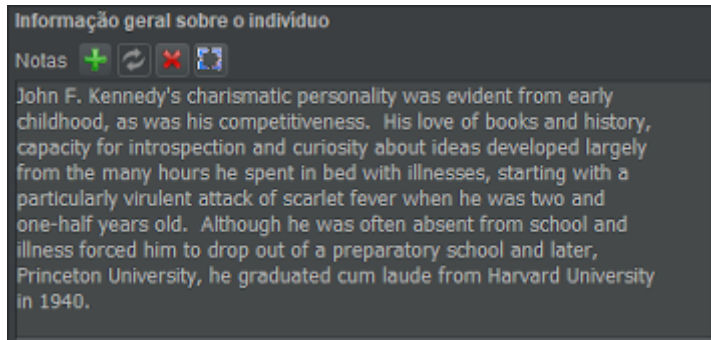 Informação geral sobre o indivíduo
Notas
John F. Kennedy's charismatic personality was evident from early
childhood, as was his competitiveness.  His love of books and history,
capacity for introspection and curiosity about ideas developed largely
from the many hours he spent in bed with illnesses, starting with a
particularly virulent attack of scarlet fever when he was two and
one-half years old.  Although he was often absent from school and
illness forced him to drop out of a preparatory school and later,
Princeton University, he graduated cum laude from Harvard University
in 1940.